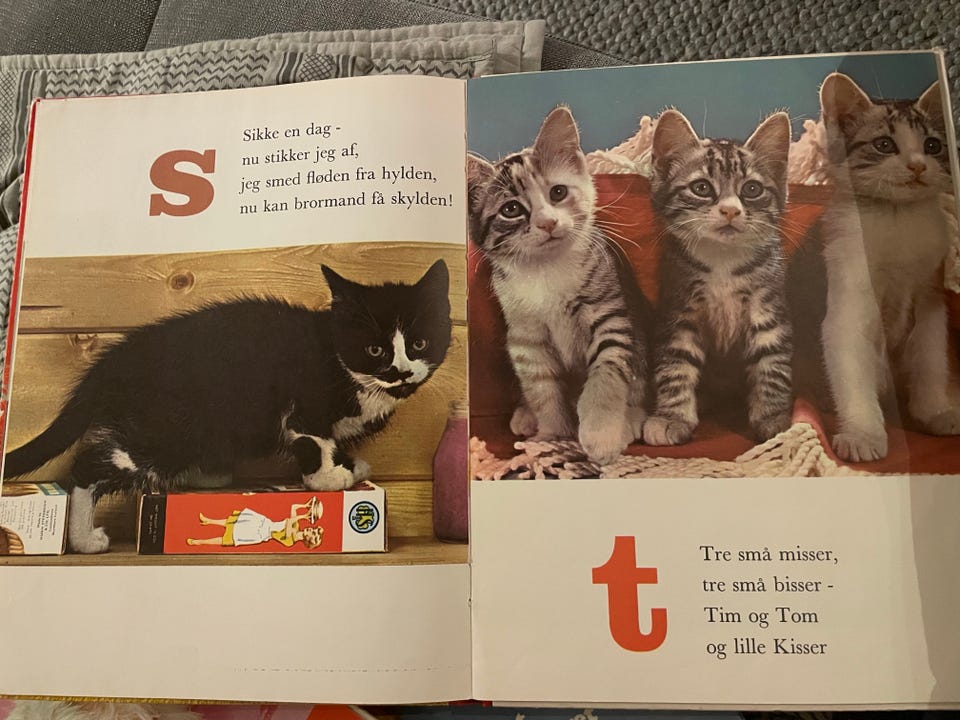 s
Sikke en dag -
nu stikker jeg af,
jeg smed fløden fra hylden,
nu kan brormand få skylden!
t
Tre små misser,
tre små bisser -
Tim og Tom
og lille Kisser